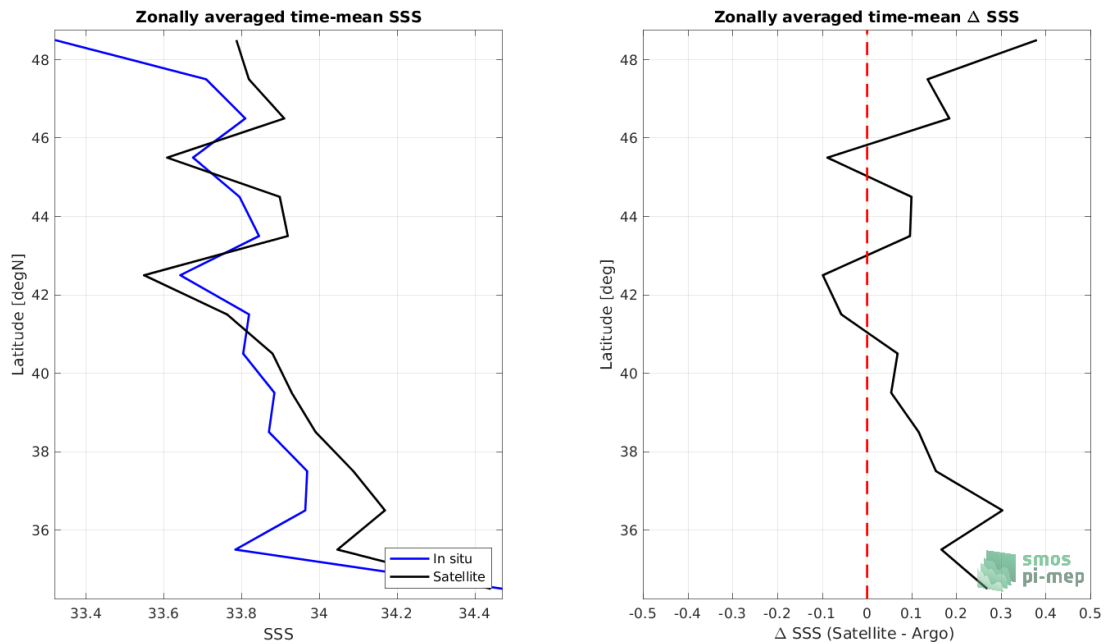 Zonally averaged time-mean SSS
48
46
44
42
40
38
36
Latitude [degN]
33.4 33.6 33.8 34 34.2 34.4
SSS
In situ
Satellite
Zonally averaged time-mean Δ SSS
48
46
44
42
40
38
36
Latitude [deg]
-0.5 -0.4 -0.3 -0.2 -0.1 0 0.1 0.2 0.3 0.4 0.5
Δ SSS (Satellite - Argo)
smos
pi-mep